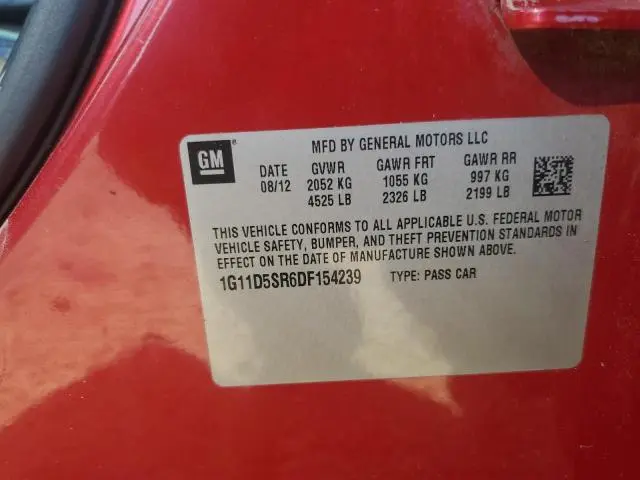 GM ®
MFD BY GENERAL MOTORS LLC
DATE GVWR GAWR FRT GAWR RR
08/12 2052 KG 1055 KG 997 KG
4525 LB 2326 LB 2199 LB
THIS VEHICLE CONFORMS TO ALL APPLICABLE U.S. FEDERAL MOTOR
VEHICLE SAFETY, BUMPER, AND THEFT PREVENTION STANDARDS IN
EFFECT ON THE DATE OF MANUFACTURE SHOWN ABOVE.
1G11D5SR6DF154239 TYPE: PASS CAR